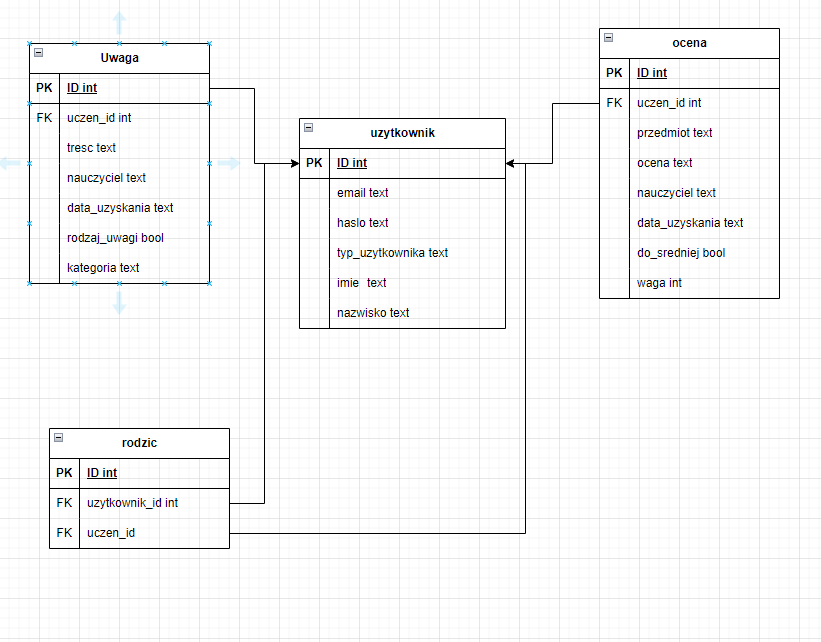 Uwaga
PK ID int
FK uczen_id int
tresc text
nauczyciel text
data_uzyskania text
rodzaj_uwagi bool
kategoria text
uzytkownik
PK ID int
email text
haslo text
typ_uzytkownika text
imie text
nazwisko text
ocena
PK ID int
FK uczen_id int
przedmiot text
ocena text
nauczyciel text
data_uzyskania text
do_sredniej bool
waga int
rodzic
PK ID int
FK uzytkownik_id int
FK uczen_id